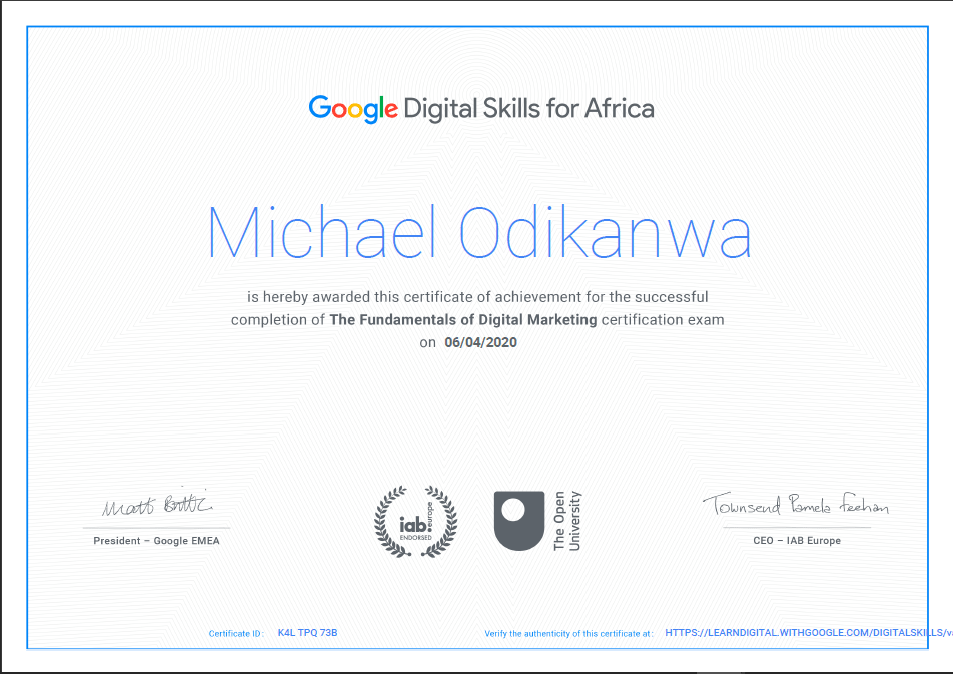 Google Digital Skills for Africa
Michael Odikanwa
is hereby awarded this certificate of achievement for the successful
completion of The Fundamentals of Digital Marketing certification exam
on 06/04/2020
Matt Brittin
President – Google EMEA
iab.europe
ENDORSED
The Open
University
Townsend Pamela Feehan
CEO – IAB Europe
Certificate ID: K4L TPQ 73B
Verify the authenticity of this certificate at: HTTPS://LEARNDIGITAL.WITHGOOGLE.COM/DIGITALSKILLS/v